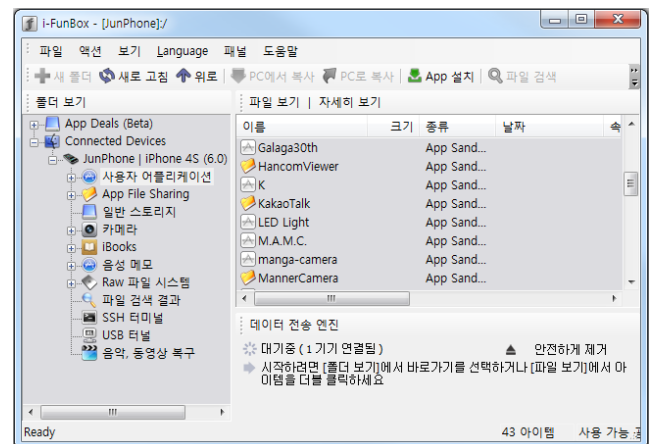 i-FunBox - [JunPhone]:/
파일 액션 보기 Language 패널 도움말
새 폴더 새로 고침 위로 PC에서 복사 PC로 복사 App 설치 파일 검색
폴더 보기
파일 보기 | 자세히 보기
이름 크기 종류 날짜 속
App Deals (Beta)
Connected Devices
JunPhone | iPhone 4S (6.0)
사용자 어플리케이션
App File Sharing
일반 스토리지
카메라
iBooks
음성 메모
Raw 파일 시스템
파일 검색 결과
SSH 터미널
USB 터널
음악, 동영상 복구
Galaga30th App Sand...
HancomViewer App Sand...
K App Sand...
KakaoTalk App Sand...
LED Light App Sand...
M.A.M.C. App Sand...
manga-camera App Sand...
MannerCamera App Sand...
데이터 전송 엔진
대기중 ( 1 기기 연결됨 ) 안전하게 제거
시작하려면 [폴더 보기]에서 바로가기를 선택하거나 [파일 보기]에서 아
이템을 더블 클릭하세요
Ready 43 아이템 사용 가능